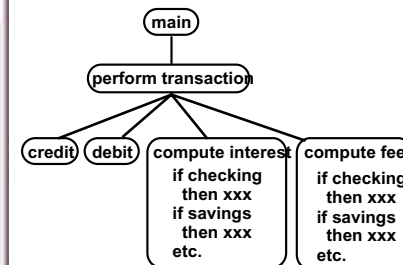 main
perform transaction
credit
debit
compute interest
if checking
then xxx
if savings
then xxx
etc.
compute fee
if checking
then xxx
if savings
then xxx
etc.